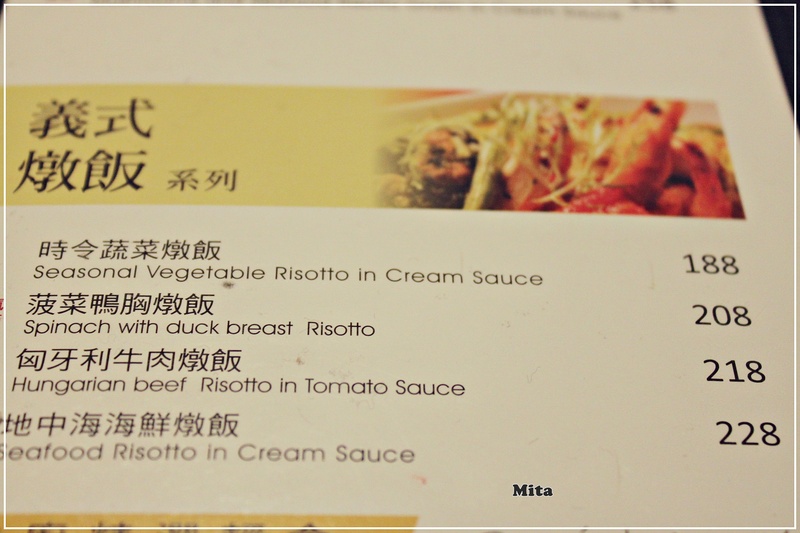 in Cream Sauce
義式
燉飯 系列
時令蔬菜燉飯 188
Seasonal Vegetable Risotto in Cream Sauce
菠菜鴨胸燉飯 208
Spinach with duck breast Risotto
匈牙利牛肉燉飯 218
Hungarian beef Risotto in Tomato Sauce
地中海海鮮燉飯 228
Seafood Risotto in Cream Sauce
Mita